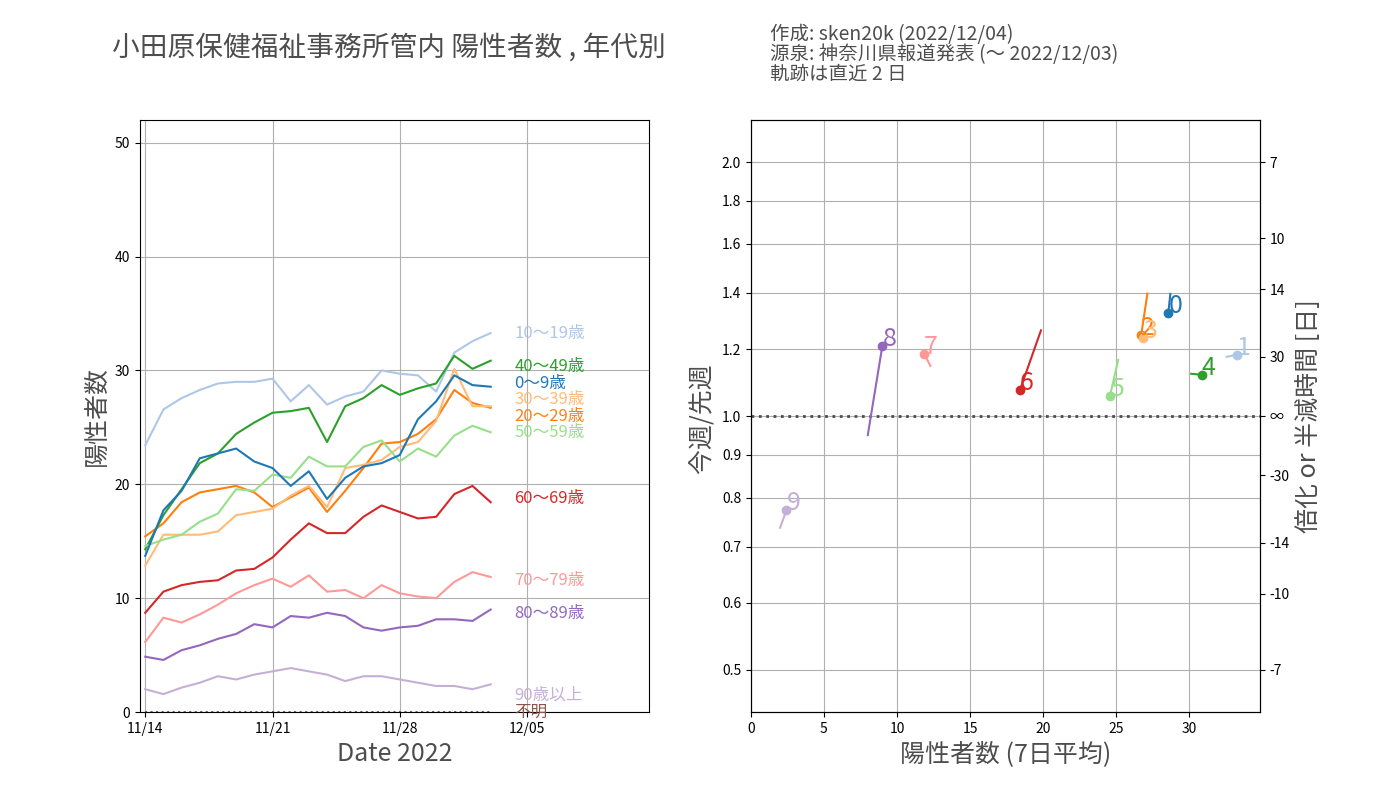 小田原保健福祉事務所管内 陽性者数 , 年代別
作成: sken20k (2022/12/04)
源泉: 神奈川県報道発表 (〜 2022/12/03)
軌跡は直近 2 日
陽性者数
50
40
30
20
10
0
11/14
11/21
11/28
12/05
Date 2022
10〜19歳
40〜49歳
0〜9歳
30〜39歳
20〜29歳
50〜59歳
60〜69歳
70〜79歳
80〜89歳
90歳以上
不明
今週/先週
2.0
1.8
1.6
1.4
1.2
1.0
0.9
0.8
0.7
0.6
0.5
0
5
10
15
20
25
30
陽性者数 (7日平均)
0
2
3
8
7
1
4
6
5
9
7
10
14
30
∞
-30
-14
-10
-7
倍化 or 半減時間 [日]